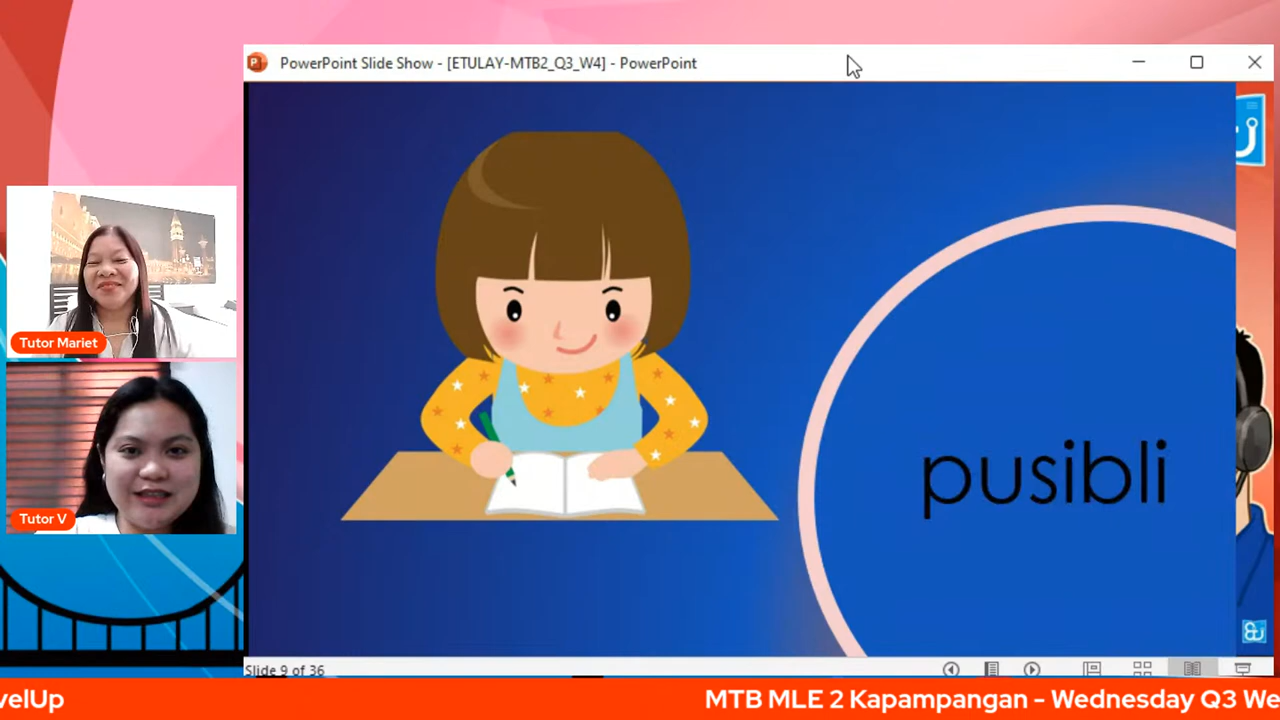 PowerPoint Slide Show - [ETULAY-MTB2_Q3_W4] - PowerPoint
Tutor Mariet
Tutor V
pusibli
Slide 9 of 36
velUp
MTB MLE 2 Kapampangan - Wednesday Q3 We